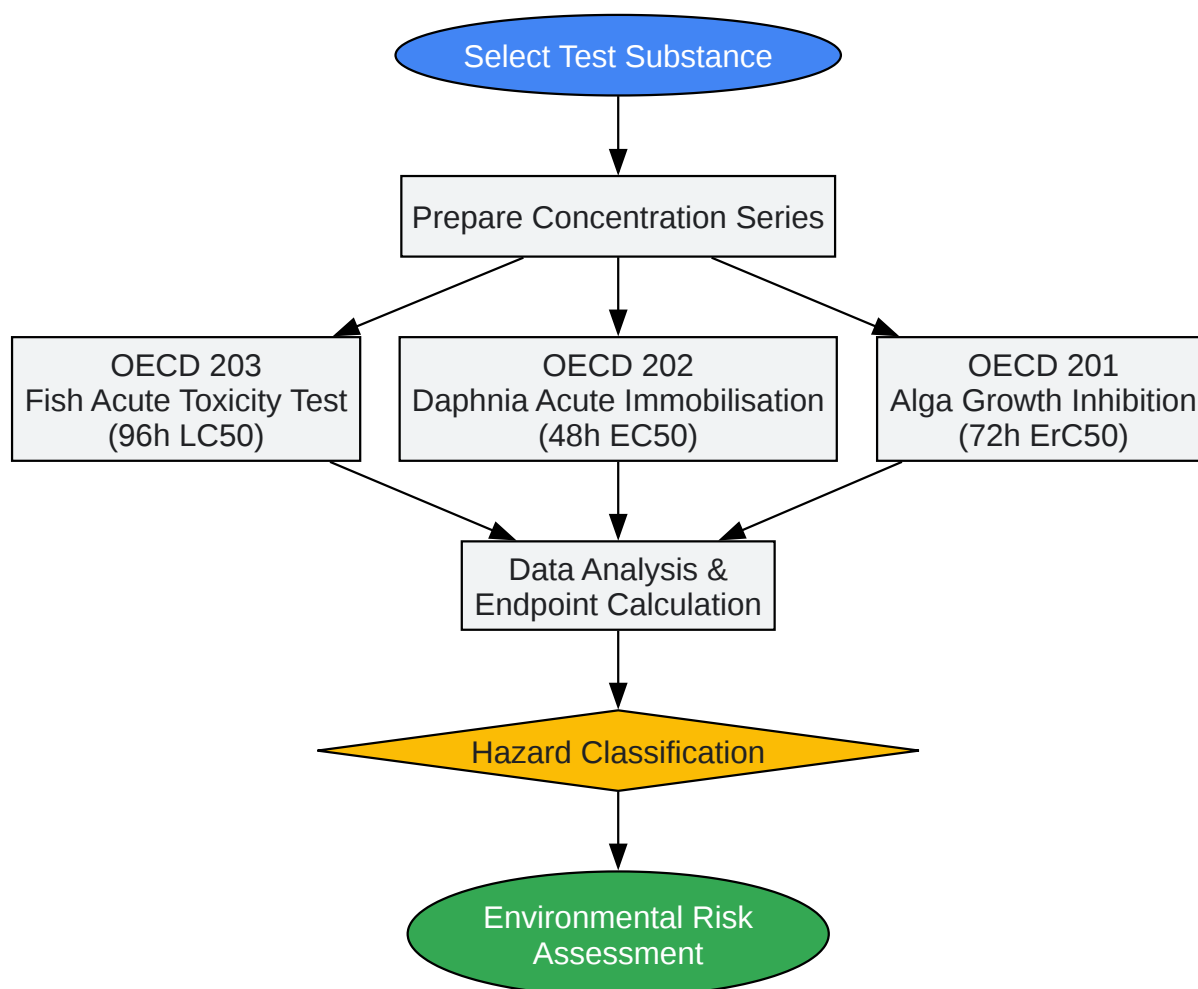 Select Test Substance
Prepare Concentration Series
OECD 203
Fish Acute Toxicity Test
(96h LC50)
OECD 202
Daphnia Acute Immobilisation
(48h EC50)
OECD 201
Alga Growth Inhibition
(72h ErC50)
Data Analysis &
Endpoint Calculation
Hazard Classification
Environmental Risk
Assessment